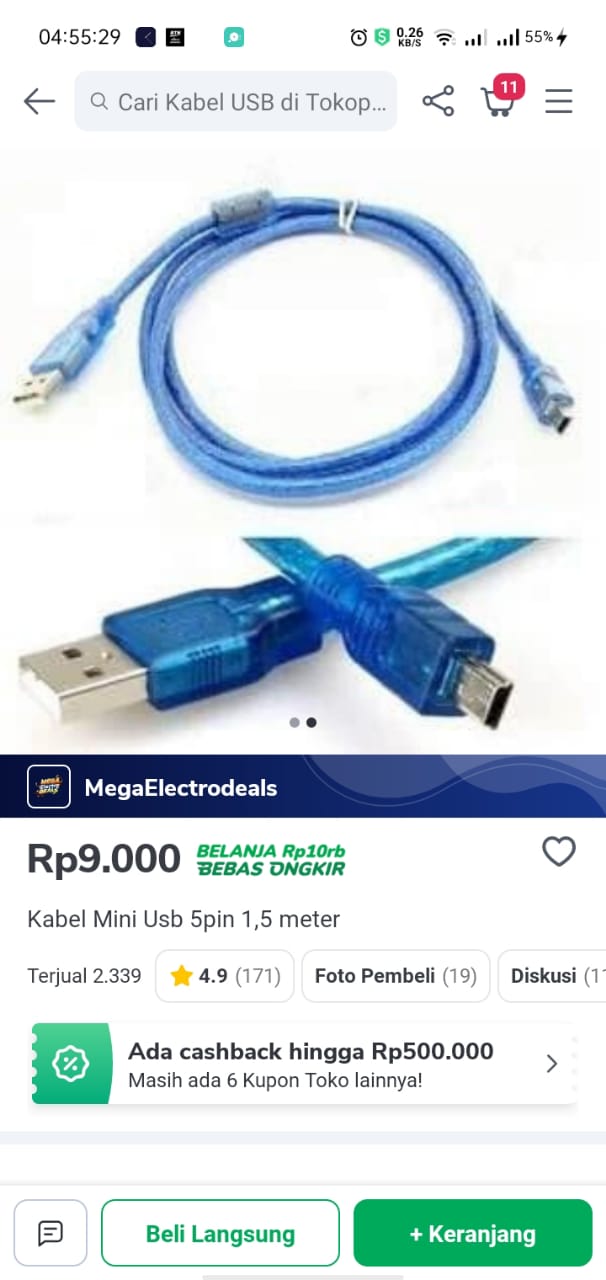 04:55:29
0.26
KB/S
55%
Cari Kabel USB di Tokop...
11
MegaElectrodeals
Rp9.000
BELANJA Rp10rb
BEBAS ONGKIR
Kabel Mini Usb 5pin 1,5 meter
Terjual 2.339
4.9 (171)
Foto Pembeli (19)
Diskusi (11
Ada cashback hingga Rp500.000
Masih ada 6 Kupon Toko lainnya!
Beli Langsung
+ Keranjang